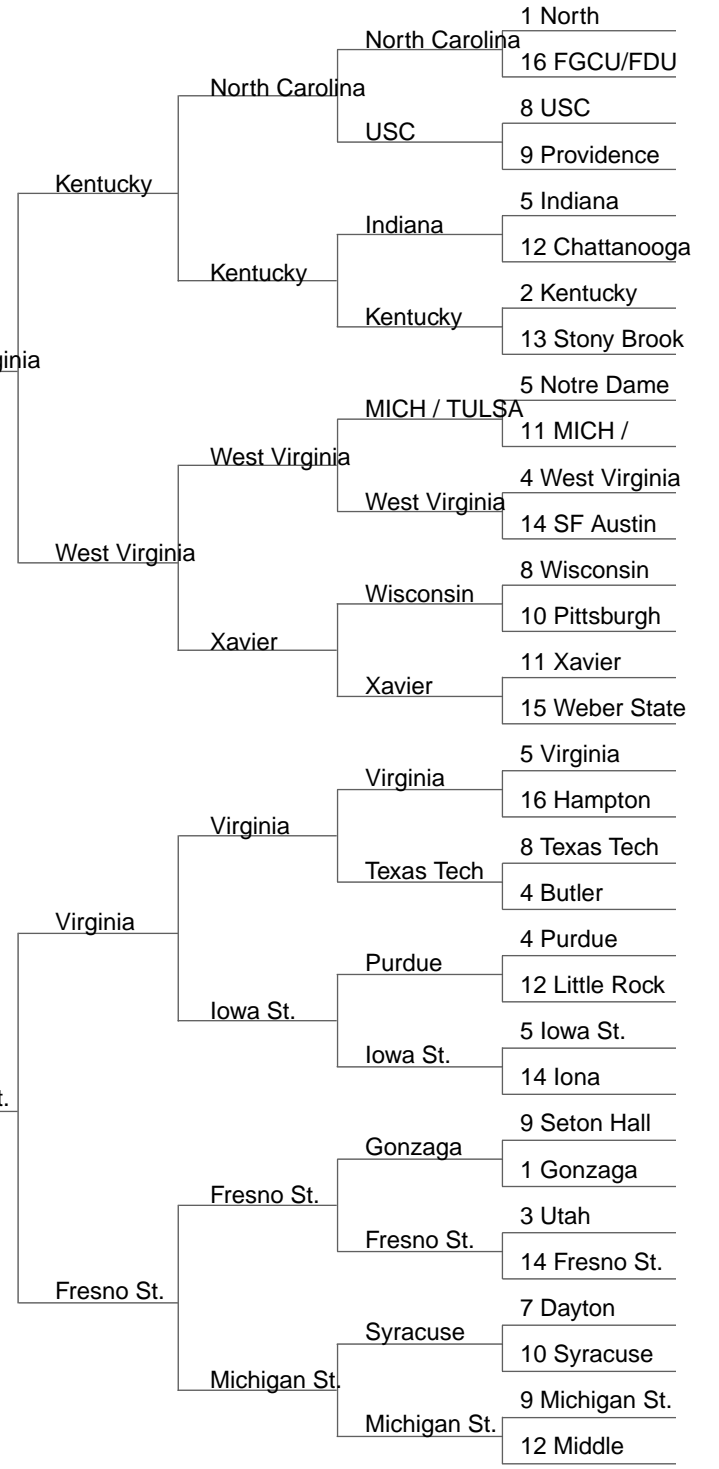 1 North
North Carolina
16 FGCU/FDU
North Carolina
8 USC
USC
9 Providence
Kentucky
5 Indiana
Indiana
12 Chattanooga
Kentucky
2 Kentucky
Kentucky
13 Stony Brook
ginia
5 Notre Dame
MICH / TULSA
11 MICH /
West Virginia
4 West Virginia
West Virginia
14 SF Austin
West Virginia
8 Wisconsin
Wisconsin
10 Pittsburgh
Xavier
11 Xavier
Xavier
15 Weber State
5 Virginia
Virginia
16 Hampton
Virginia
8 Texas Tech
Texas Tech
4 Butler
Virginia
4 Purdue
Purdue
12 Little Rock
Iowa St.
5 Iowa St.
Iowa St.
14 Iona
t.
9 Seton Hall
Gonzaga
1 Gonzaga
Fresno St.
3 Utah
Fresno St.
14 Fresno St.
Fresno St.
7 Dayton
Syracuse
10 Syracuse
Michigan St.
9 Michigan St.
Michigan St.
12 Middle